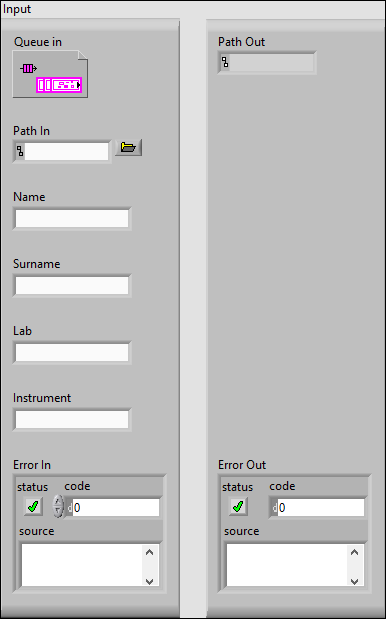 Input
Queue in
Path In
Name
Surname
Lab
Instrument
Error In
status code
d 0
source
Path Out
Error Out
status code
d 0
source